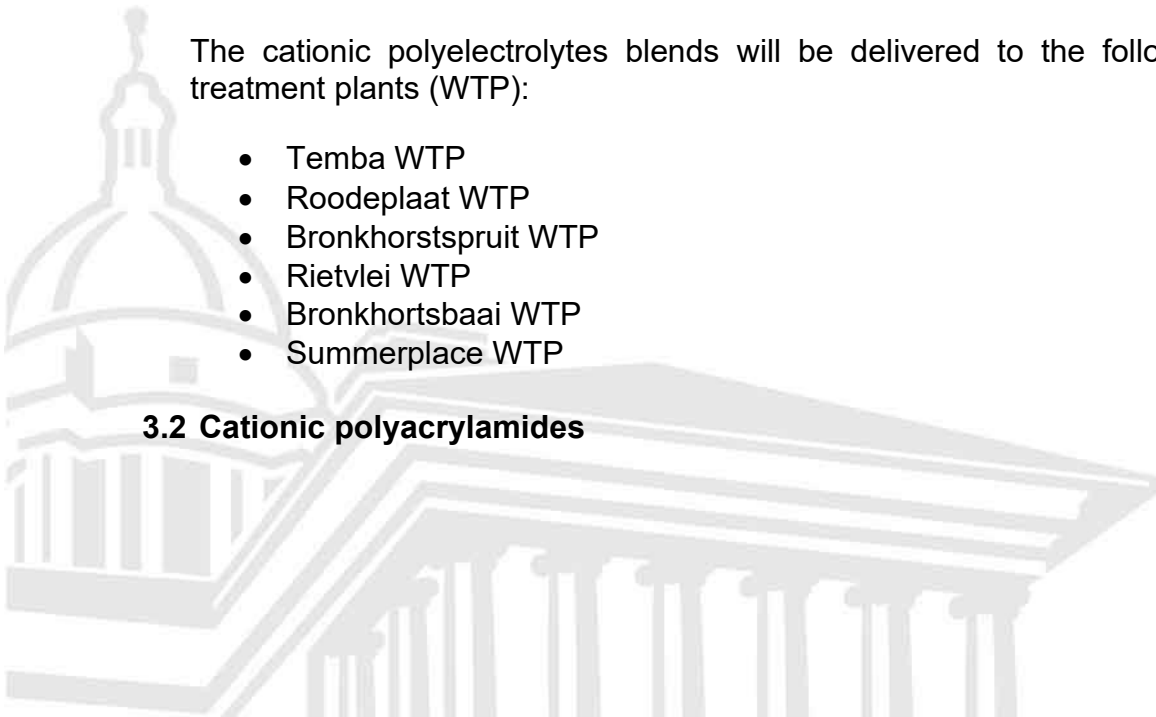 The cationic polyelectrolytes blends will be delivered to the
treatment plants (WTP):
• Temba WTP
• Roodeplaat WTP
• Bronkhorstspruit WTP
• Rietvlei WTP
• Bronkhortsbaai WTP
• Summerplace WTP
3.2 Cationic polyacrylamides